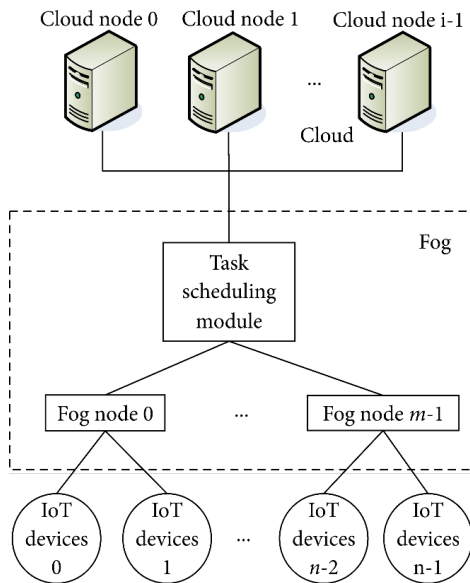 Cloud node 0 Cloud node 1 Cloud node i-1
...
Cloud
Fog
Task
scheduling
module
Fog node 0 ... Fog node m-1
IoT devices 0
IoT devices 1
...
IoT devices n-2
IoT devices n-1